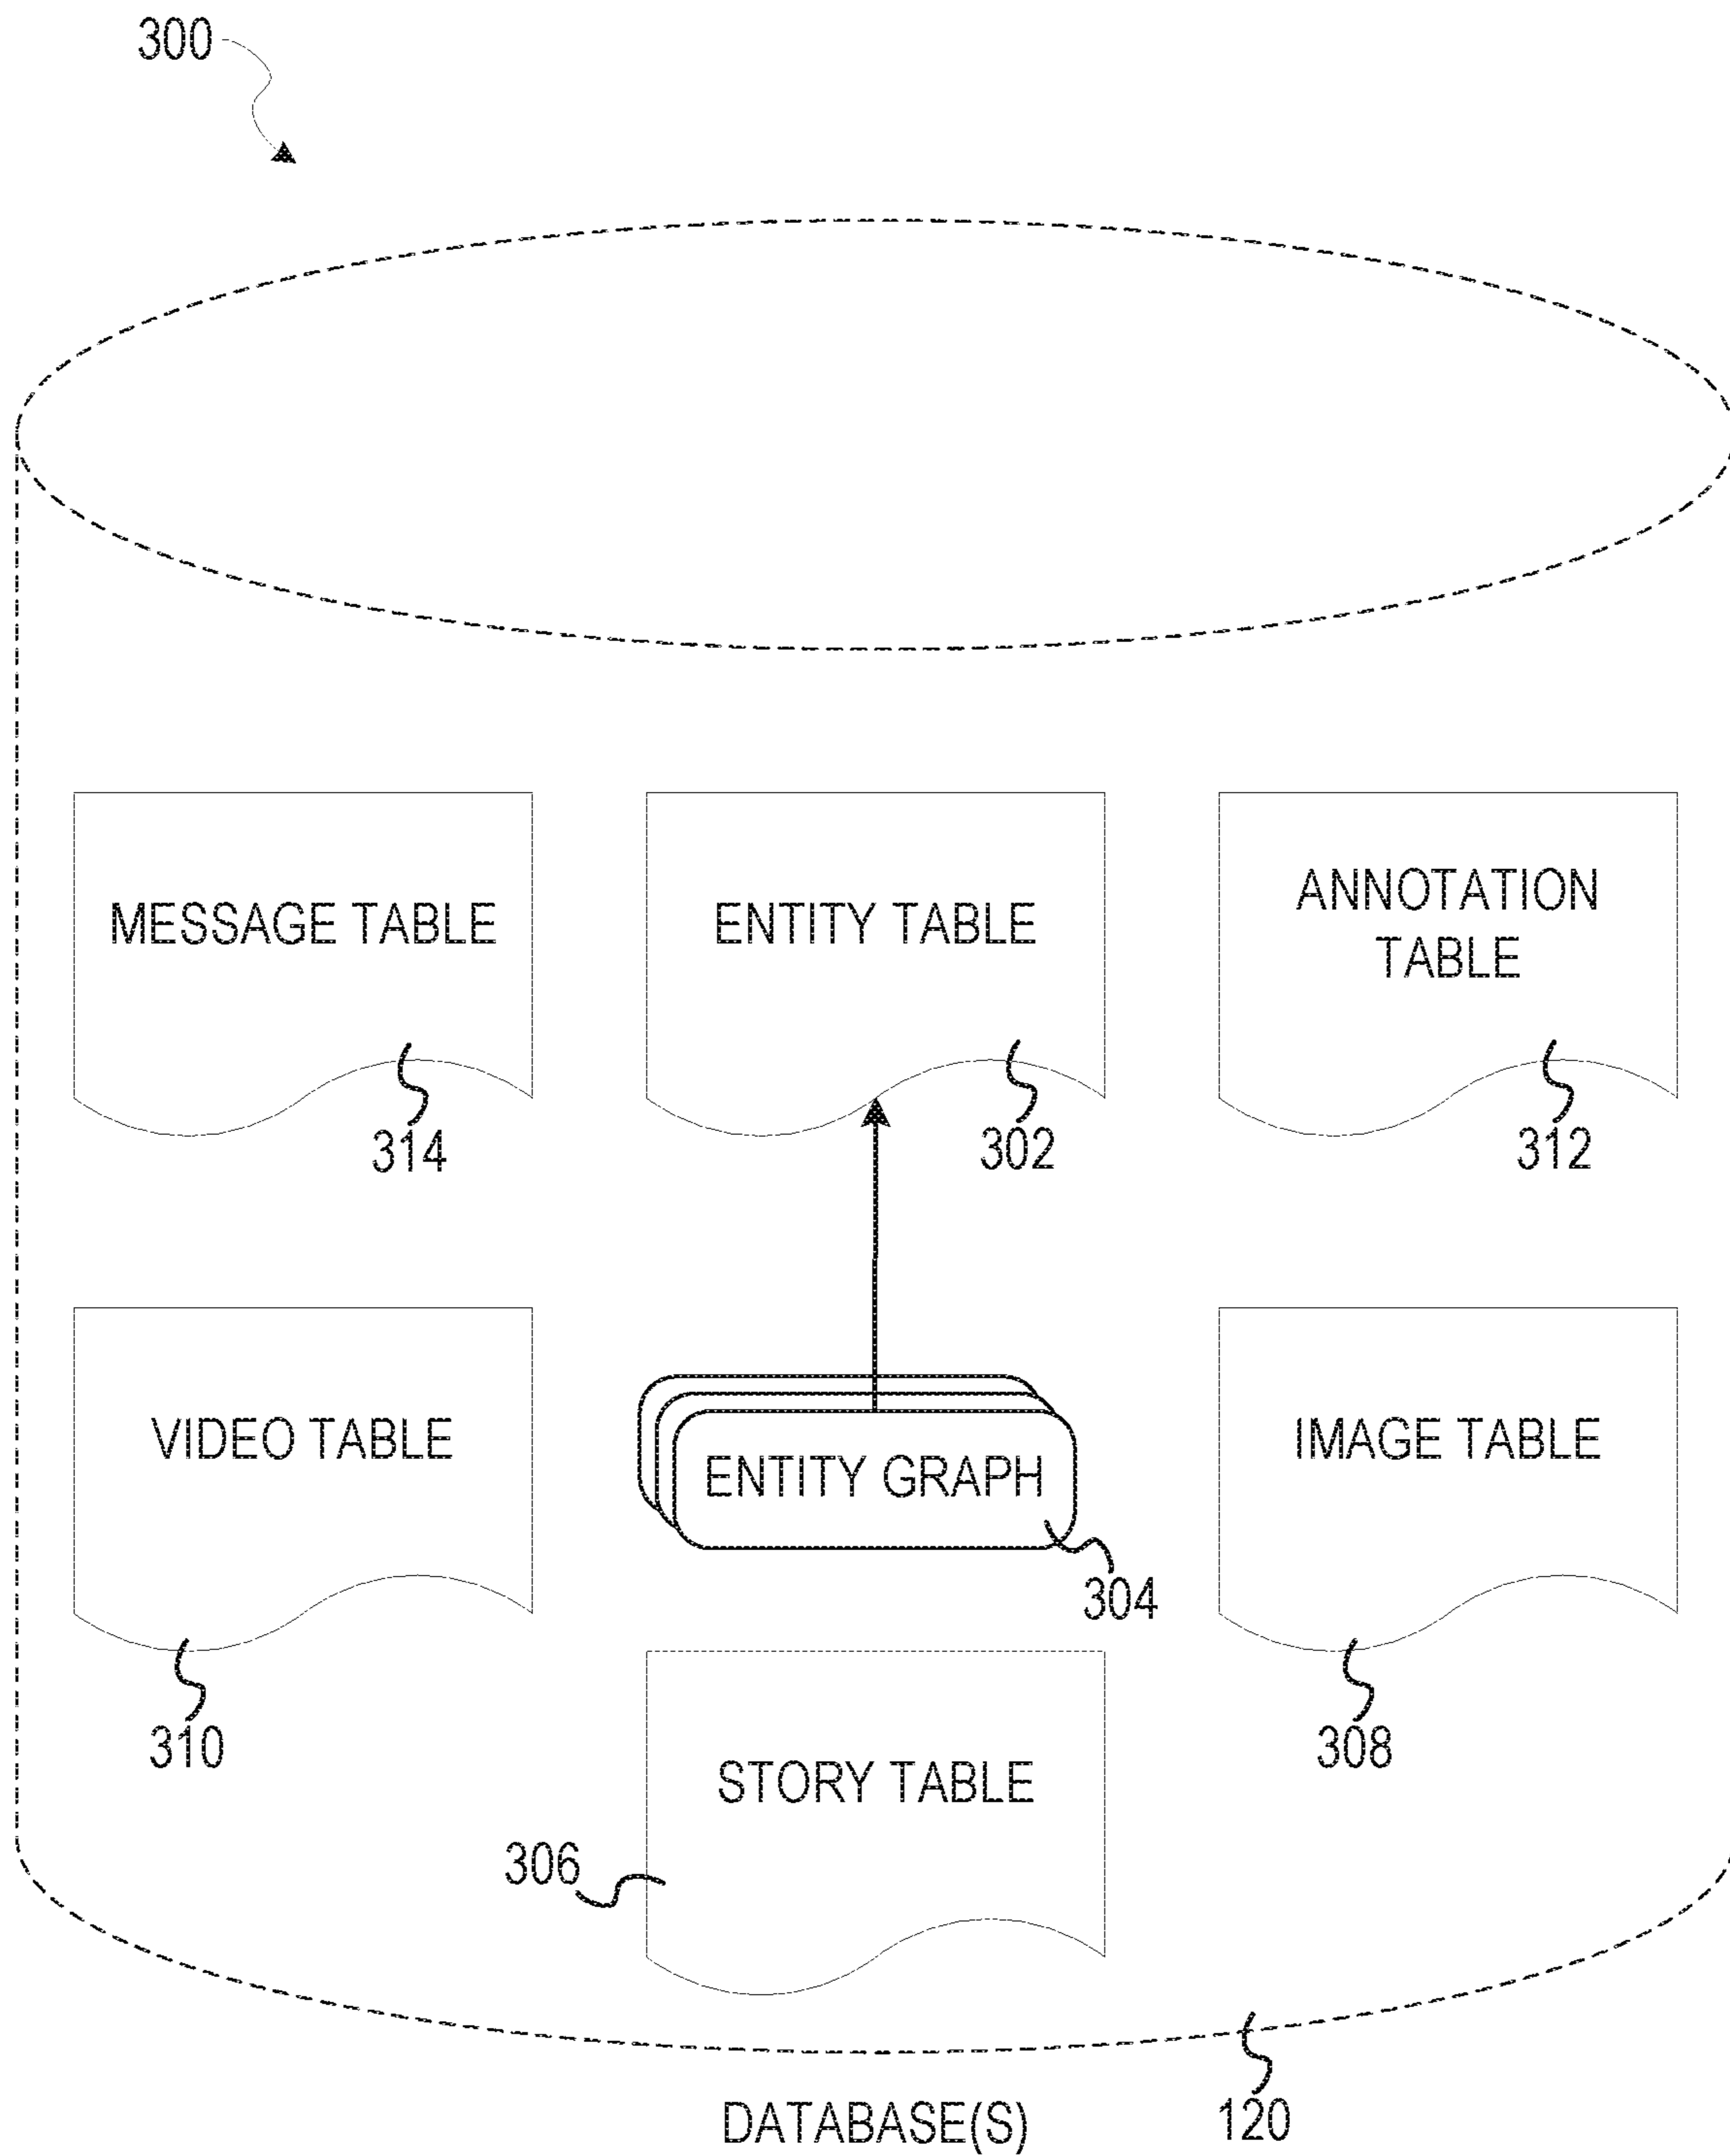 300
MESSAGE TABLE
ENTITY TABLE
ANNOTATION
TABLE
314
302
312
VIDEO TABLE
ENTITY GRAPH
IMAGE TABLE
304
310
308
STORY TABLE
306
DATABASE(S)
120